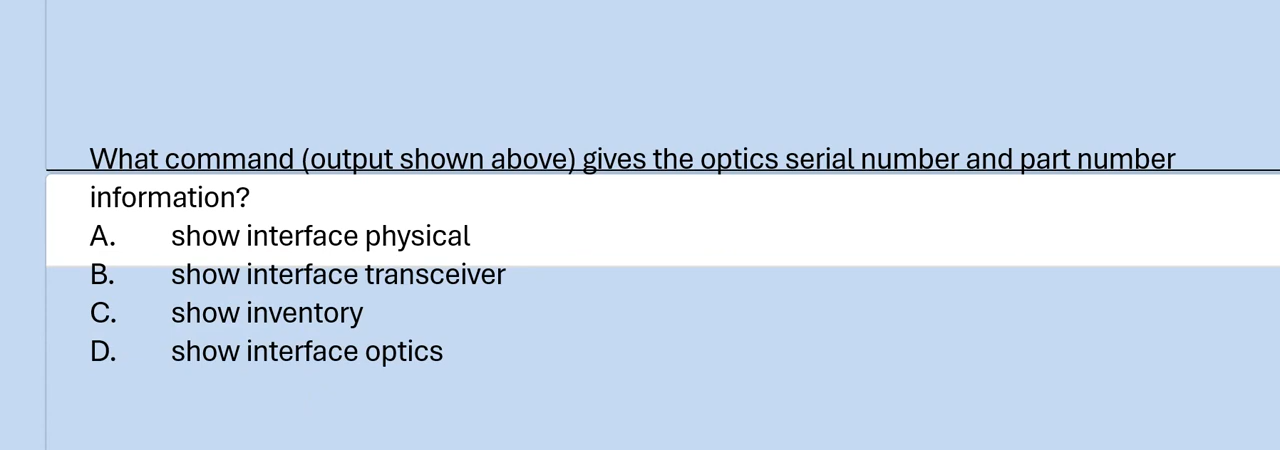 What command (output shown above) gives the optics serial number and part number
information?
A. show interface physical
B. show interface transceiver
C. show inventory
D. show interface optics